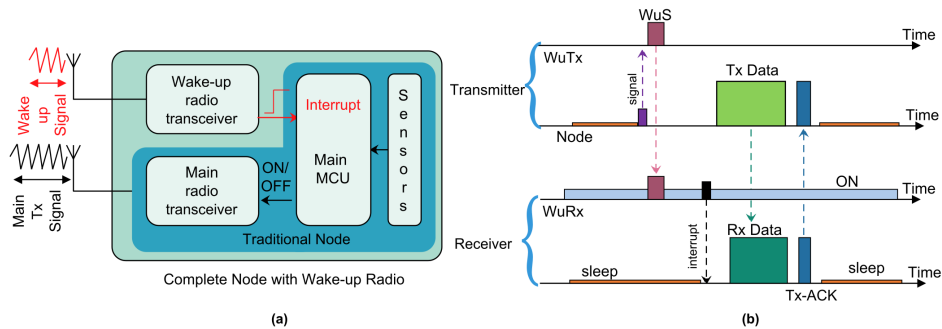 Wake
up
Signal
Main
Tx
Signal
Wake-up
radio
transceiver
Interrupt
Main
MCU
Sensors
Main
radio
transceiver
ON/
OFF
Traditional Node
Complete Node with Wake-up Radio
(a)
WuS
Time
WuTx
Transmitter
signal
Tx Data
Time
Node
ON
Time
WuRx
Receiver
interrupt
Rx Data
sleep
sleep
Time
Tx-ACK
(b)